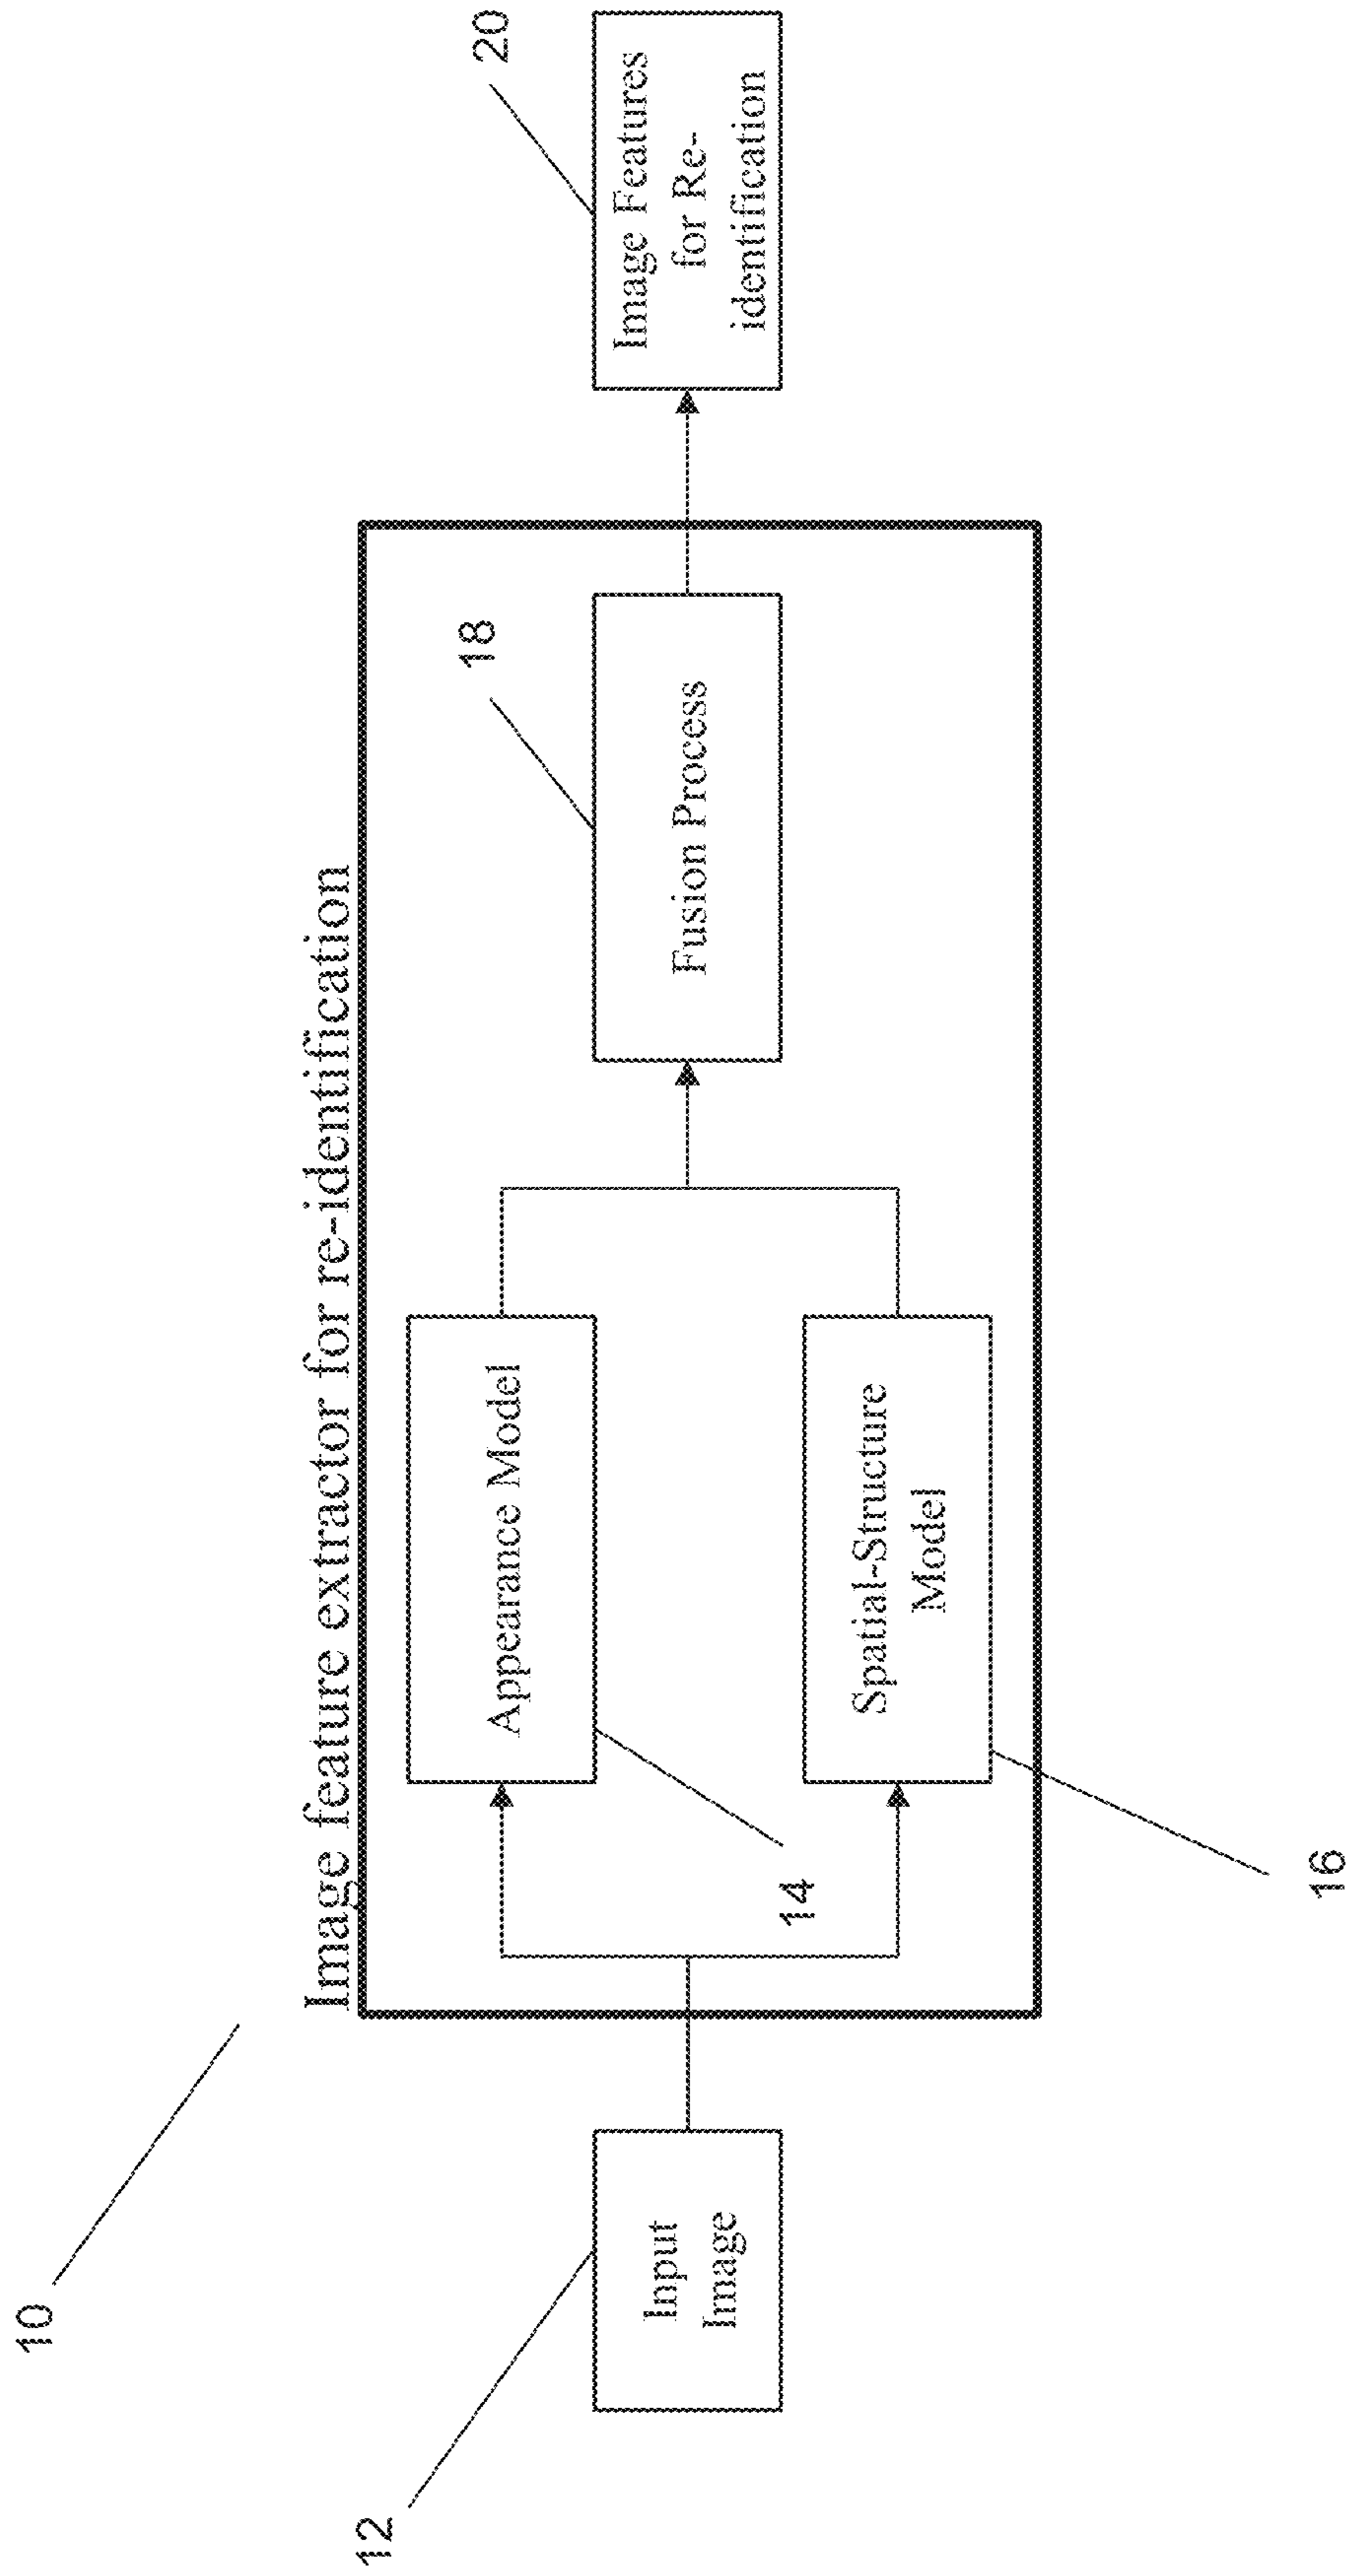 10
Image feature extractor for re-identification
12
Input
Image
14
Appearance Model
16
Spatial-Structure
Model
18
Fusion Process
20
Image Features
for Re-
identification